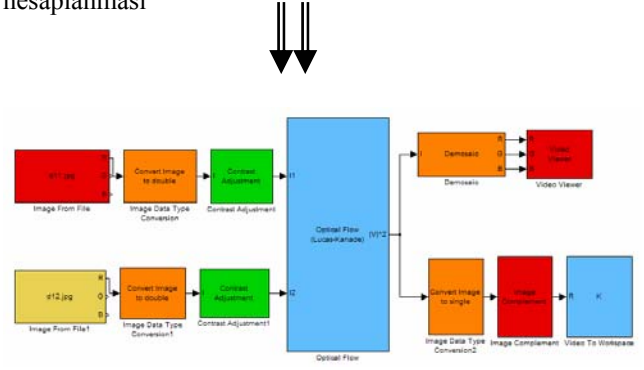 hesaplanması
R
G
B
s11.jpg
Image From File
Convert Image
to double
Image Data Type
Conversion
I
Contrast
Adjustment
Contrast Adjustment
I1
Optical Flow
(Lucas-Kanade)
|V|^2
I
Demosaic
R
G
B
Demosaic
R
G
B
Video
Viewer
Video Viewer
s12.jpg
R
G
B
Image From File1
Convert Image
to double
Image Data Type
Conversion1
I
Contrast
Adjustment
Contrast Adjustment1
I2
Optical Flow
Convert Image
to single
Image Data Type
Conversion2
Image
Complement
Image Complement
R
K
Video To Workspace